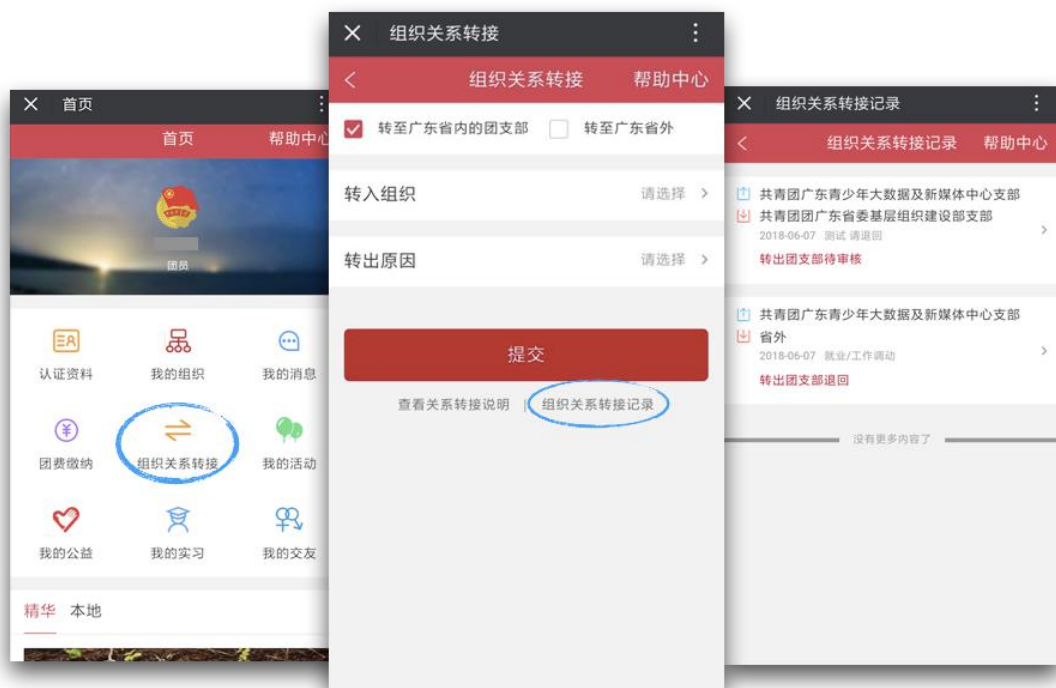 首页
首页 帮助中心
团员
认证资料 我的组织 我的消息
团费缴纳 组织关系转接 我的活动
我的公益 我的实习 我的交友
精华 本地
组织关系转接
组织关系转接 帮助中心
转至广东省内的团支部 转至广东省外
转入组织 请选择
转出原因 请选择
提交
查看关系转接说明 | 组织关系转接记录
组织关系转接记录
组织关系转接记录 帮助中心
共青团广东青少年大数据及新媒体中心支部
共青团团广东省委基层组织建设部支部
2018-06-07 测试 请退回
转出团支部待审核
共青团广东青少年大数据及新媒体中心支部
省外
2018-06-07 就业/工作调动
转出团支部退回
没有更多内容了